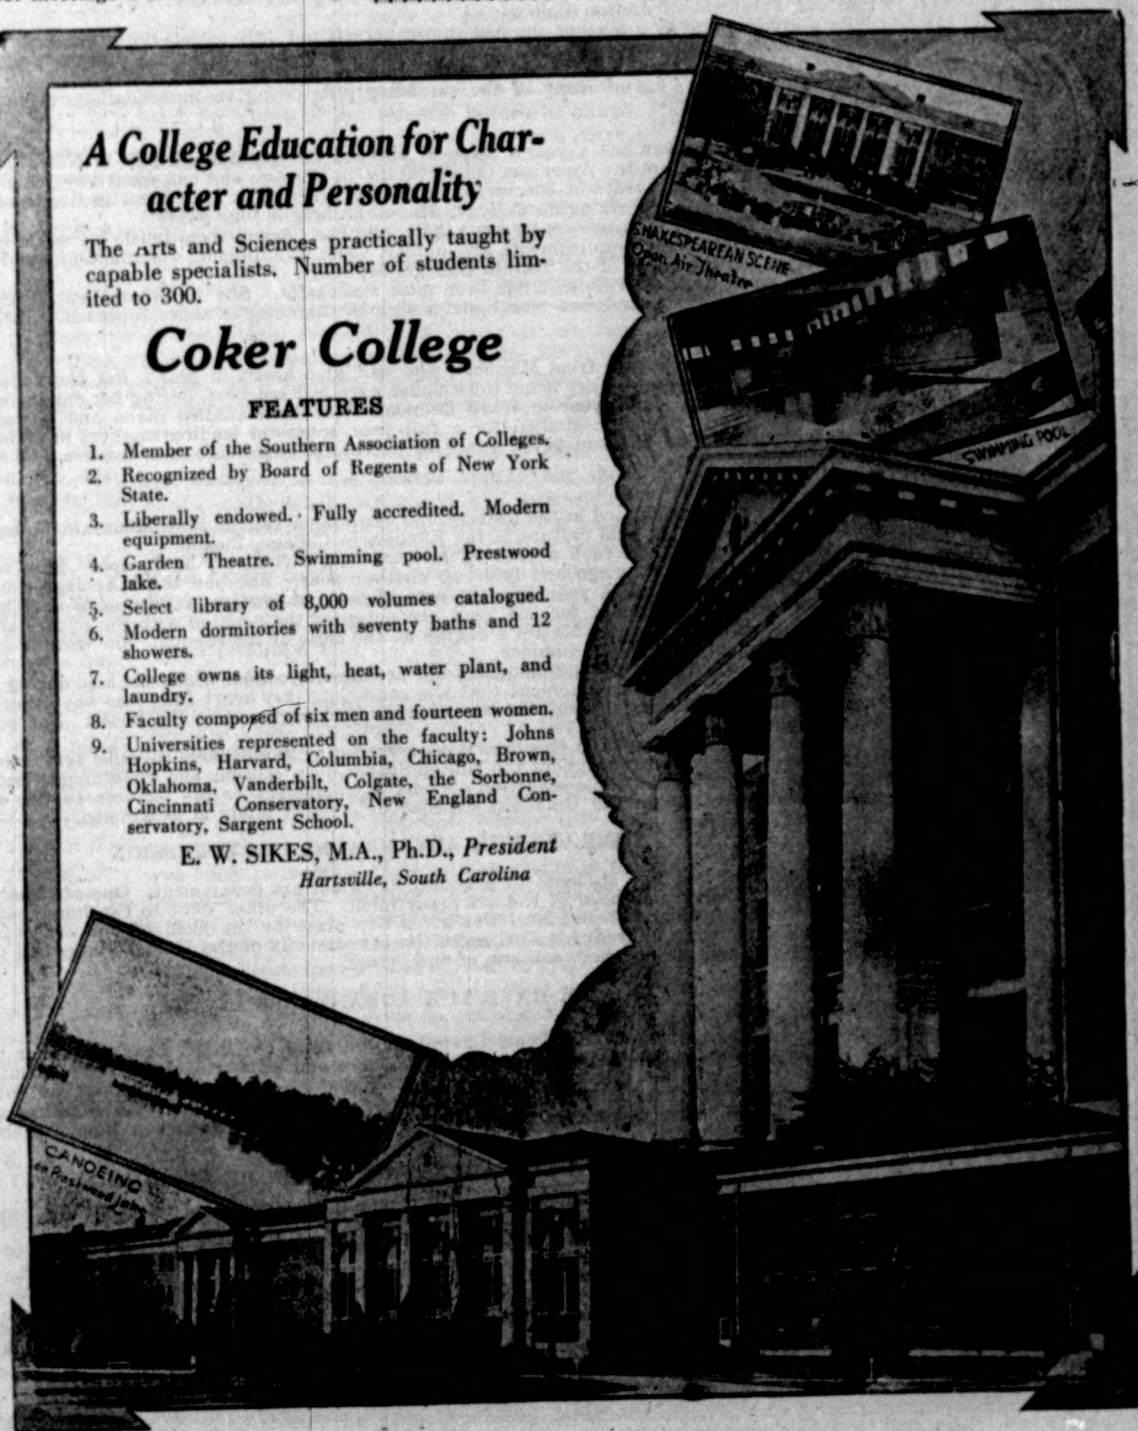 A College Education for Char-
acter and Personality
The Arts and Sciences practically taught by
capable specialists. Number of students lim-
ited to 300.
Coker College
FEATURES
1. Member of the Southern Association of Colleges.
2. Recognized by Board of Regents of New York
State.
3. Liberally endowed. Fully accredited. Modern
equipment.
4. Garden Theatre. Swimming pool. Prestwood
lake.
5. Select library of 8,000 volumes catalogued.
6. Modern dormitories with seventy baths and 12
showers.
7. College owns its light, heat, water plant, and
laundry.
8. Faculty composed of six men and fourteen women.
9. Universities represented on the faculty: Johns
Hopkins, Harvard, Columbia, Chicago, Brown,
Oklahoma, Vanderbilt, Colgate, the Sorbonne,
Cincinnati Conservatory, New England Con-
servatory, Sargent School.
E. W. SIKES, M.A., Ph.D., President
Hartsville, South Carolina
SHAKESPEAREAN SCENE
Open Air Theatre
SWIMMING POOL
CANOEING
on Prestwood Lake